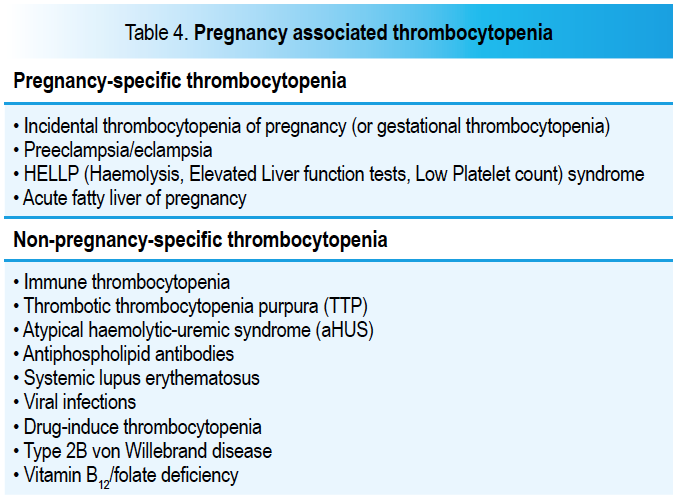 Table 4. Pregnancy associated thrombocytopenia
Pregnancy-specific thrombocytopenia
• Incidental thrombocytopenia of pregnancy (or gestational thrombocytopenia)
• Preeclampsia/eclampsia
• HELLP (Haemolysis, Elevated Liver function tests, Low Platelet count) syndrome
• Acute fatty liver of pregnancy
Non-pregnancy-specific thrombocytopenia
• Immune thrombocytopenia
• Thrombotic thrombocytopenia purpura (TTP)
• Atypical haemolytic-uremic syndrome (aHUS)
• Antiphospholipid antibodies
• Systemic lupus erythematosus
• Viral infections
• Drug-induce thrombocytopenia
• Type 2B von Willebrand disease
• Vitamin B12/folate deficiency